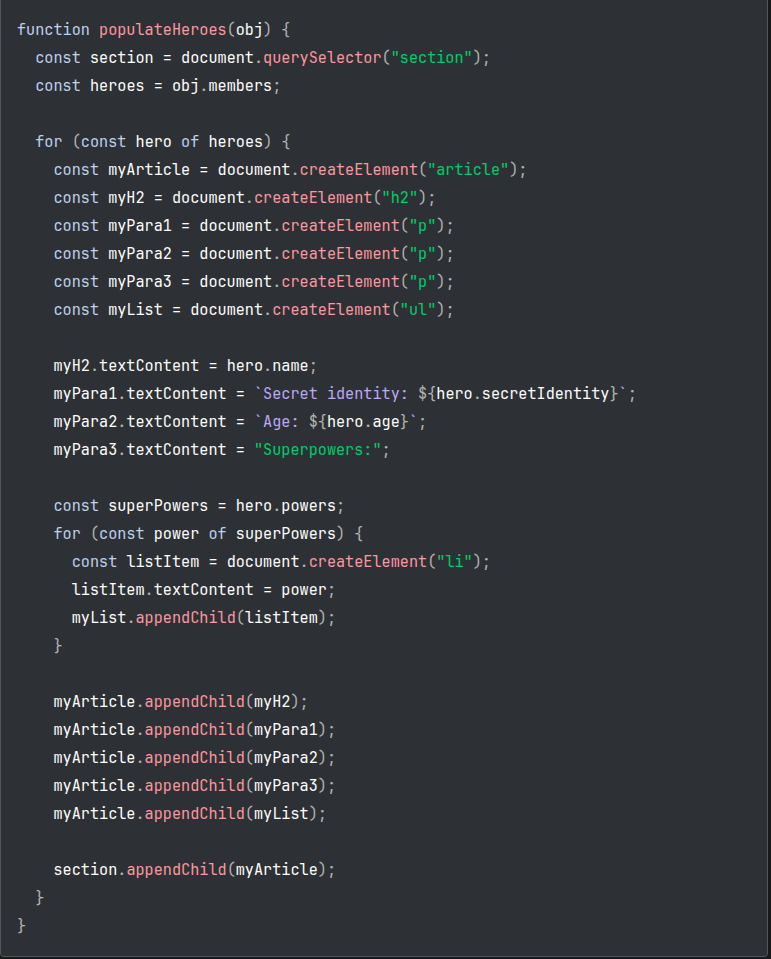 function populateHeroes(obj) {
  const section = document.querySelector("section");
  const heroes = obj.members;

  for (const hero of heroes) {
    const myArticle = document.createElement("article");
    const myH2 = document.createElement("h2");
    const myPara1 = document.createElement("p");
    const myPara2 = document.createElement("p");
    const myPara3 = document.createElement("p");
    const myList = document.createElement("ul");

    myH2.textContent = hero.name;
    myPara1.textContent = `Secret identity: ${hero.secretIdentity}`;
    myPara2.textContent = `Age: ${hero.age}`;
    myPara3.textContent = "Superpowers:";

    const superPowers = hero.powers;
    for (const power of superPowers) {
      const listItem = document.createElement("li");
      listItem.textContent = power;
      myList.appendChild(listItem);
    }

    myArticle.appendChild(myH2);
    myArticle.appendChild(myPara1);
    myArticle.appendChild(myPara2);
    myArticle.appendChild(myPara3);
    myArticle.appendChild(myList);

    section.appendChild(myArticle);
  }
}